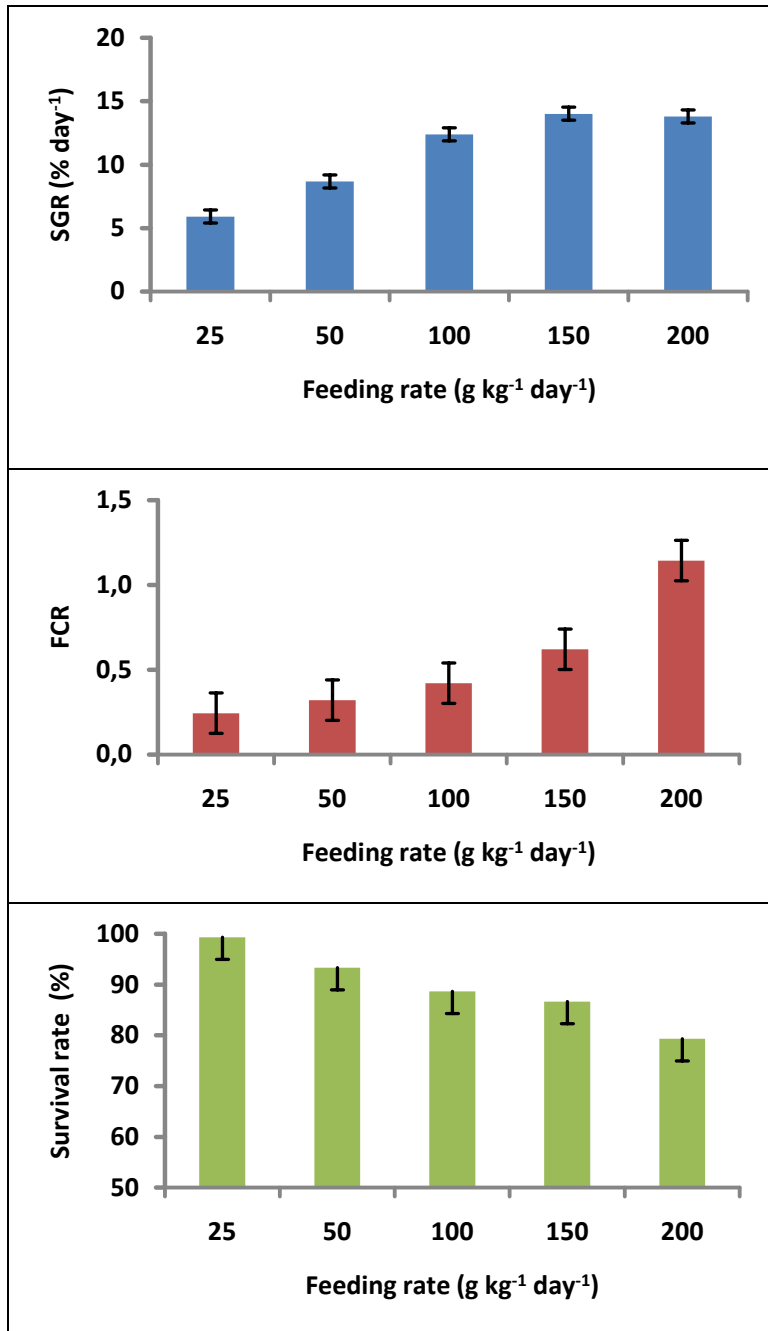 20
15
10
5
0
SGR (% day⁻¹)
25 50 100 150 200
Feeding rate (g kg⁻¹ day⁻¹)
1,5
1,0
0,5
0,0
FCR
25 50 100 150 200
Feeding rate (g kg⁻¹ day⁻¹)
100
90
80
70
60
50
Survival rate (%)
25 50 100 150 200
Feeding rate (g kg⁻¹ day⁻¹)